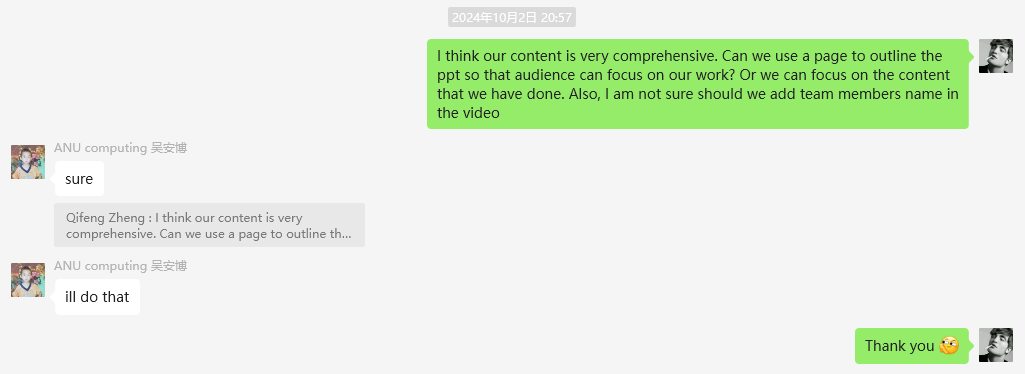 2024年10月2日 20:57
I think our content is very comprehensive. Can we use a page to outline the
ppt so that audience can focus on our work? Or we can focus on the content
that we have done. Also, I am not sure should we add team members name in
the video
ANU computing 吴安博
sure
Qifeng Zheng : I think our content is very
comprehensive. Can we use a page to outline th...
ANU computing 吴安博
ill do that
Thank you